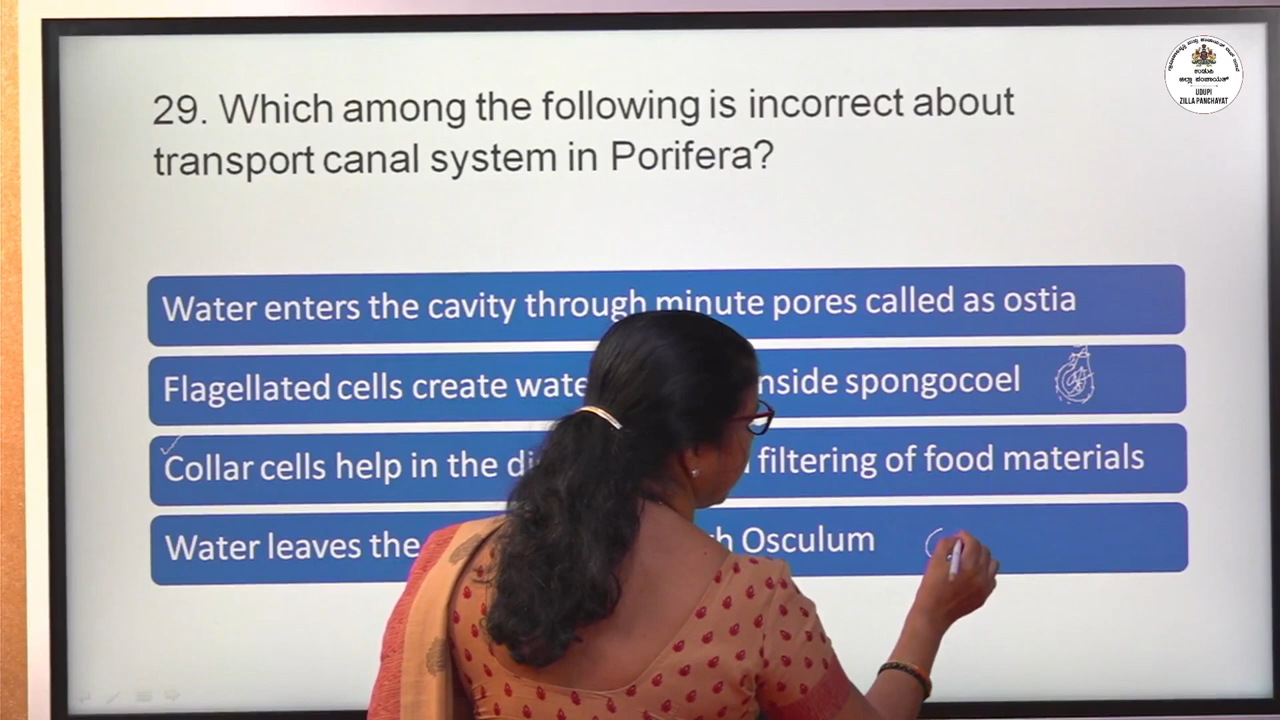 29. Which among the following is incorrect about
transport canal system in Porifera?
Water enters the cavity through minute pores called as ostia
Flagellated cells create wate nside spongocoel
Collar cells help in the di filtering of food materials
Water leaves the h Osculum
ಉಡುಪಿ
ಜಿಲ್ಲಾ ಪಂಚಾಯತ್
UDUPI
ZILLA PANCHAYAT